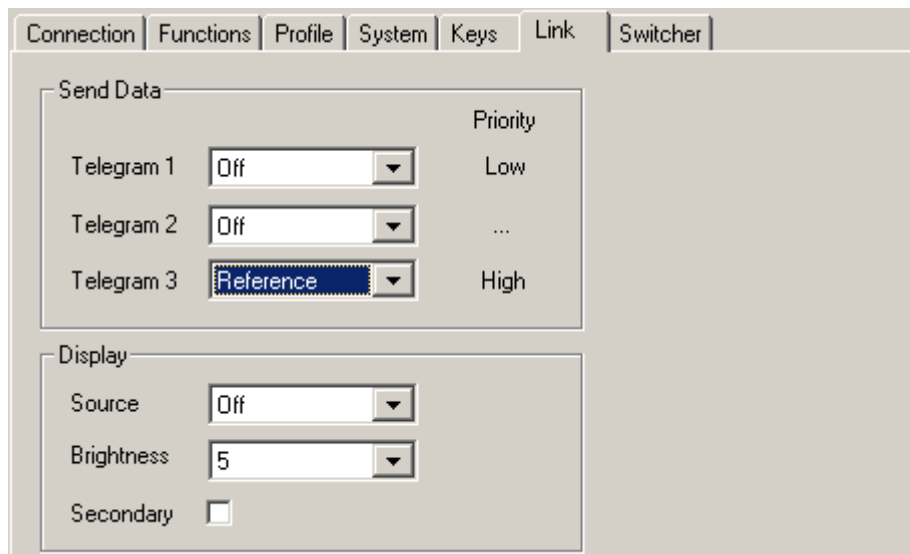 Connection Functions Profile System Keys Link Switcher
Send Data
Priority
Telegram 1 Off Low
Telegram 2 Off ...
Telegram 3 Reference High
Display
Source Off
Brightness 5
Secondary